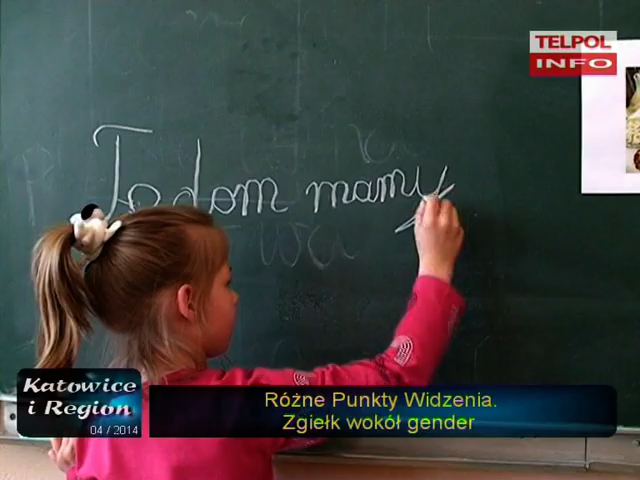 TELPOL
INFO
To dom mamy
Katowice
i Region
04 / 2014
Różne Punkty Widzenia.
Zgiełk wokół gender